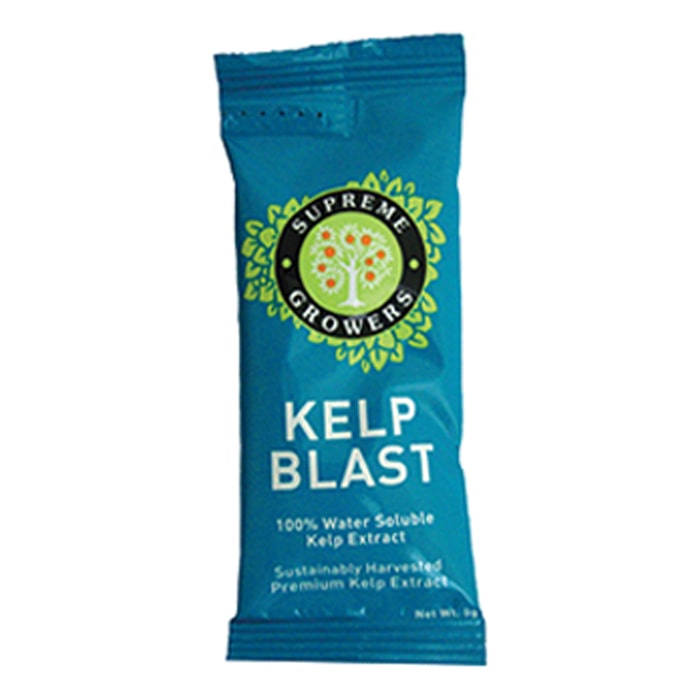 SUPREME
GROWERS
KELP
BLAST
100% Water Soluble
Kelp Extract
Sustainably Harvested
Premium Kelp Extract
Net Wt.